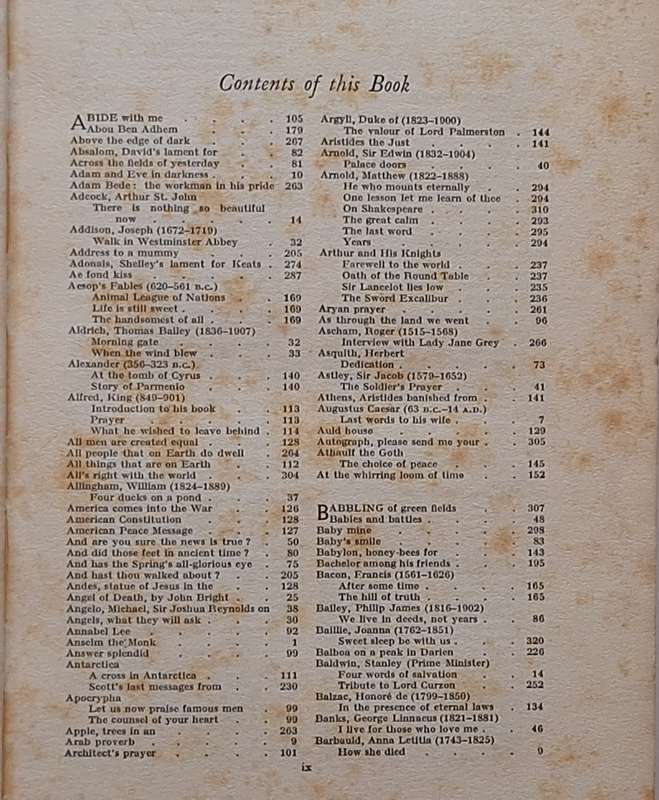 Contents of this Book
ABIDE with me . . . . 105
Abou Ben Adhem . . . 179
Above the edge of dark . . . 267
Absalom, David's lament for . . 82
Across the fields of yesterday . . 81
Adam and Eve in darkness . . . 10
Adam Bede: the workman in his pride 263
Adcock, Arthur St. John
There is nothing so beautiful
now . . . . . 14
Addison, Joseph (1672–1719)
Walk in Westminster Abbey . 32
Address to a mummy . . . 205
Adonais, Shelley's lament for Keats . 274
Ae fond kiss . . . . 287
Aesop's Fables (620–561 B.C.)
Animal League of Nations . . 169
Life is still sweet . . . . 169
The handsomest of all . . . 169
Aldrich, Thomas Bailey (1836–1907)
Morning gate . . . . 32
When the wind blew . . . 33
Alexander (356–323 B.C.)
At the tomb of Cyrus . . . 140
Story of Parmenio . . . 140
Alfred, King (849–901)
Introduction to his book . . 113
Prayer . . . . . 113
What he wished to leave behind . 114
All men are created equal . . . 128
All people that on Earth do dwell . 264
All things that are on Earth . . 112
All's right with the world . . . 304
Allingham, William (1824–1889)
Four ducks on a pond . . . 37
America comes into the War . . 126
American Constitution . . . 128
American Peace Message . . . 127
And are you sure the news is true? . 50
And did those feet in ancient time? . 80
And has the Spring's all-glorious eye . 75
And hast thou walked about? . . 205
Andes, statue of Jesus in the . . 128
Angel of Death, by John Bright . . 25
Angelo, Michael, Sir Joshua Reynolds on 38
Angels, what they will ask . . . 30
Annabel Lee . . . . 92
Anselm the Monk . . . . 1
Answer splendid . . . . 99
Antarctica
A cross in Antarctica . . . 111
Scott's last messages from . . 230
Apocrypha
Let us now praise famous men . 99
The counsel of your heart . . 99
Apple, trees in an . . . . 263
Arab proverb . . . . . 9
Architect's prayer . . . . 101
Argyll, Duke of (1823–1900)
The valour of Lord Palmerston . 144
Aristides the Just . . . . 141
Arnold, Sir Edwin (1832–1904)
Palace doors . . . . 40
Arnold, Matthew (1822–1888)
He who mounts eternally . . 294
One lesson let me learn of thee . 294
On Shakespeare . . . . 310
The great calm . . . . 293
The last word . . . . 295
Years . . . . . 294
Arthur and His Knights
Farewell to the world . . . 237
Oath of the Round Table . . 237
Sir Lancelot lies low . . . 235
The Sword Excalibur . . . 236
Aryan prayer . . . . . 261
As through the land we went . . 96
Ascham, Roger (1515–1568)
Interview with Lady Jane Grey . 266
Asquith, Herbert
Dedication . . . . . 73
Astley, Sir Jacob (1579–1652)
The Soldier's Prayer . . . 41
Athens, Aristides banished from . . 141
Augustus Caesar (63 B.C.–14 A.D.)
Last words to his wife . . . 7
Auld house . . . . . 129
Autograph, please send me your . . 305
Athaulf the Goth
The choice of peace . . . 145
At the whirring loom of time . . 152
BABBLING of green fields . . 307
Babies and battles . . . . 48
Baby mine . . . . . 298
Baby's smile . . . . . 83
Babylon, honey-bees for . . . 143
Bachelor among his friends . . 195
Bacon, Francis (1561–1626)
After some time . . . . 165
The hill of truth . . . . 165
Bailey, Philip James (1816–1902)
We live in deeds, not years . . 86
Baillie, Joanna (1762–1851)
Sweet sleep be with us . . . 320
Balboa on a peak in Darien . . 226
Baldwin, Stanley (Prime Minister)
Four words of salvation . . 14
Tribute to Lord Curzon . . 252
Balzac, Honoré de (1799–1850)
In the presence of eternal laws . 134
Banks, George Linnaeus (1821–1881)
I live for those who love me . . 46
Barbauld, Anna Letitia (1743–1825)
How she died . . . . 9
ix